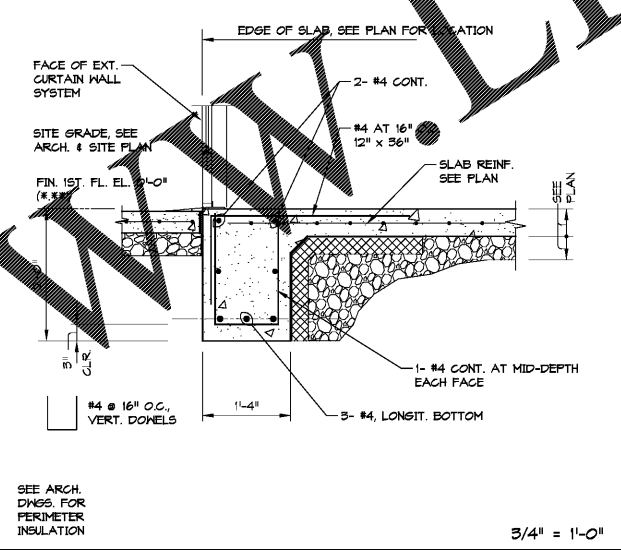 EDGE OF SLAB, SEE PLAN FOR LOCATION
FACE OF EXT.
CURTAIN WALL
SYSTEM
2- #4 CONT.
SITE GRADE, SEE
ARCH. & SITE PLAN
#4 AT 16"
12" x 36"
SLAB REINF.
SEE PLAN
FIN. 1ST. FL. EL. 0'-0"
SEE
PLAN
3"
CLR.
1- #4 CONT. AT MID-DEPTH
EACH FACE
#4 @ 16" O.C.,
VERT. DOWELS
1'-4"
3- #4, LONGIT. BOTTOM
SEE ARCH.
DWGS. FOR
PERIMETER
INSULATION
3/4" = 1'-0"